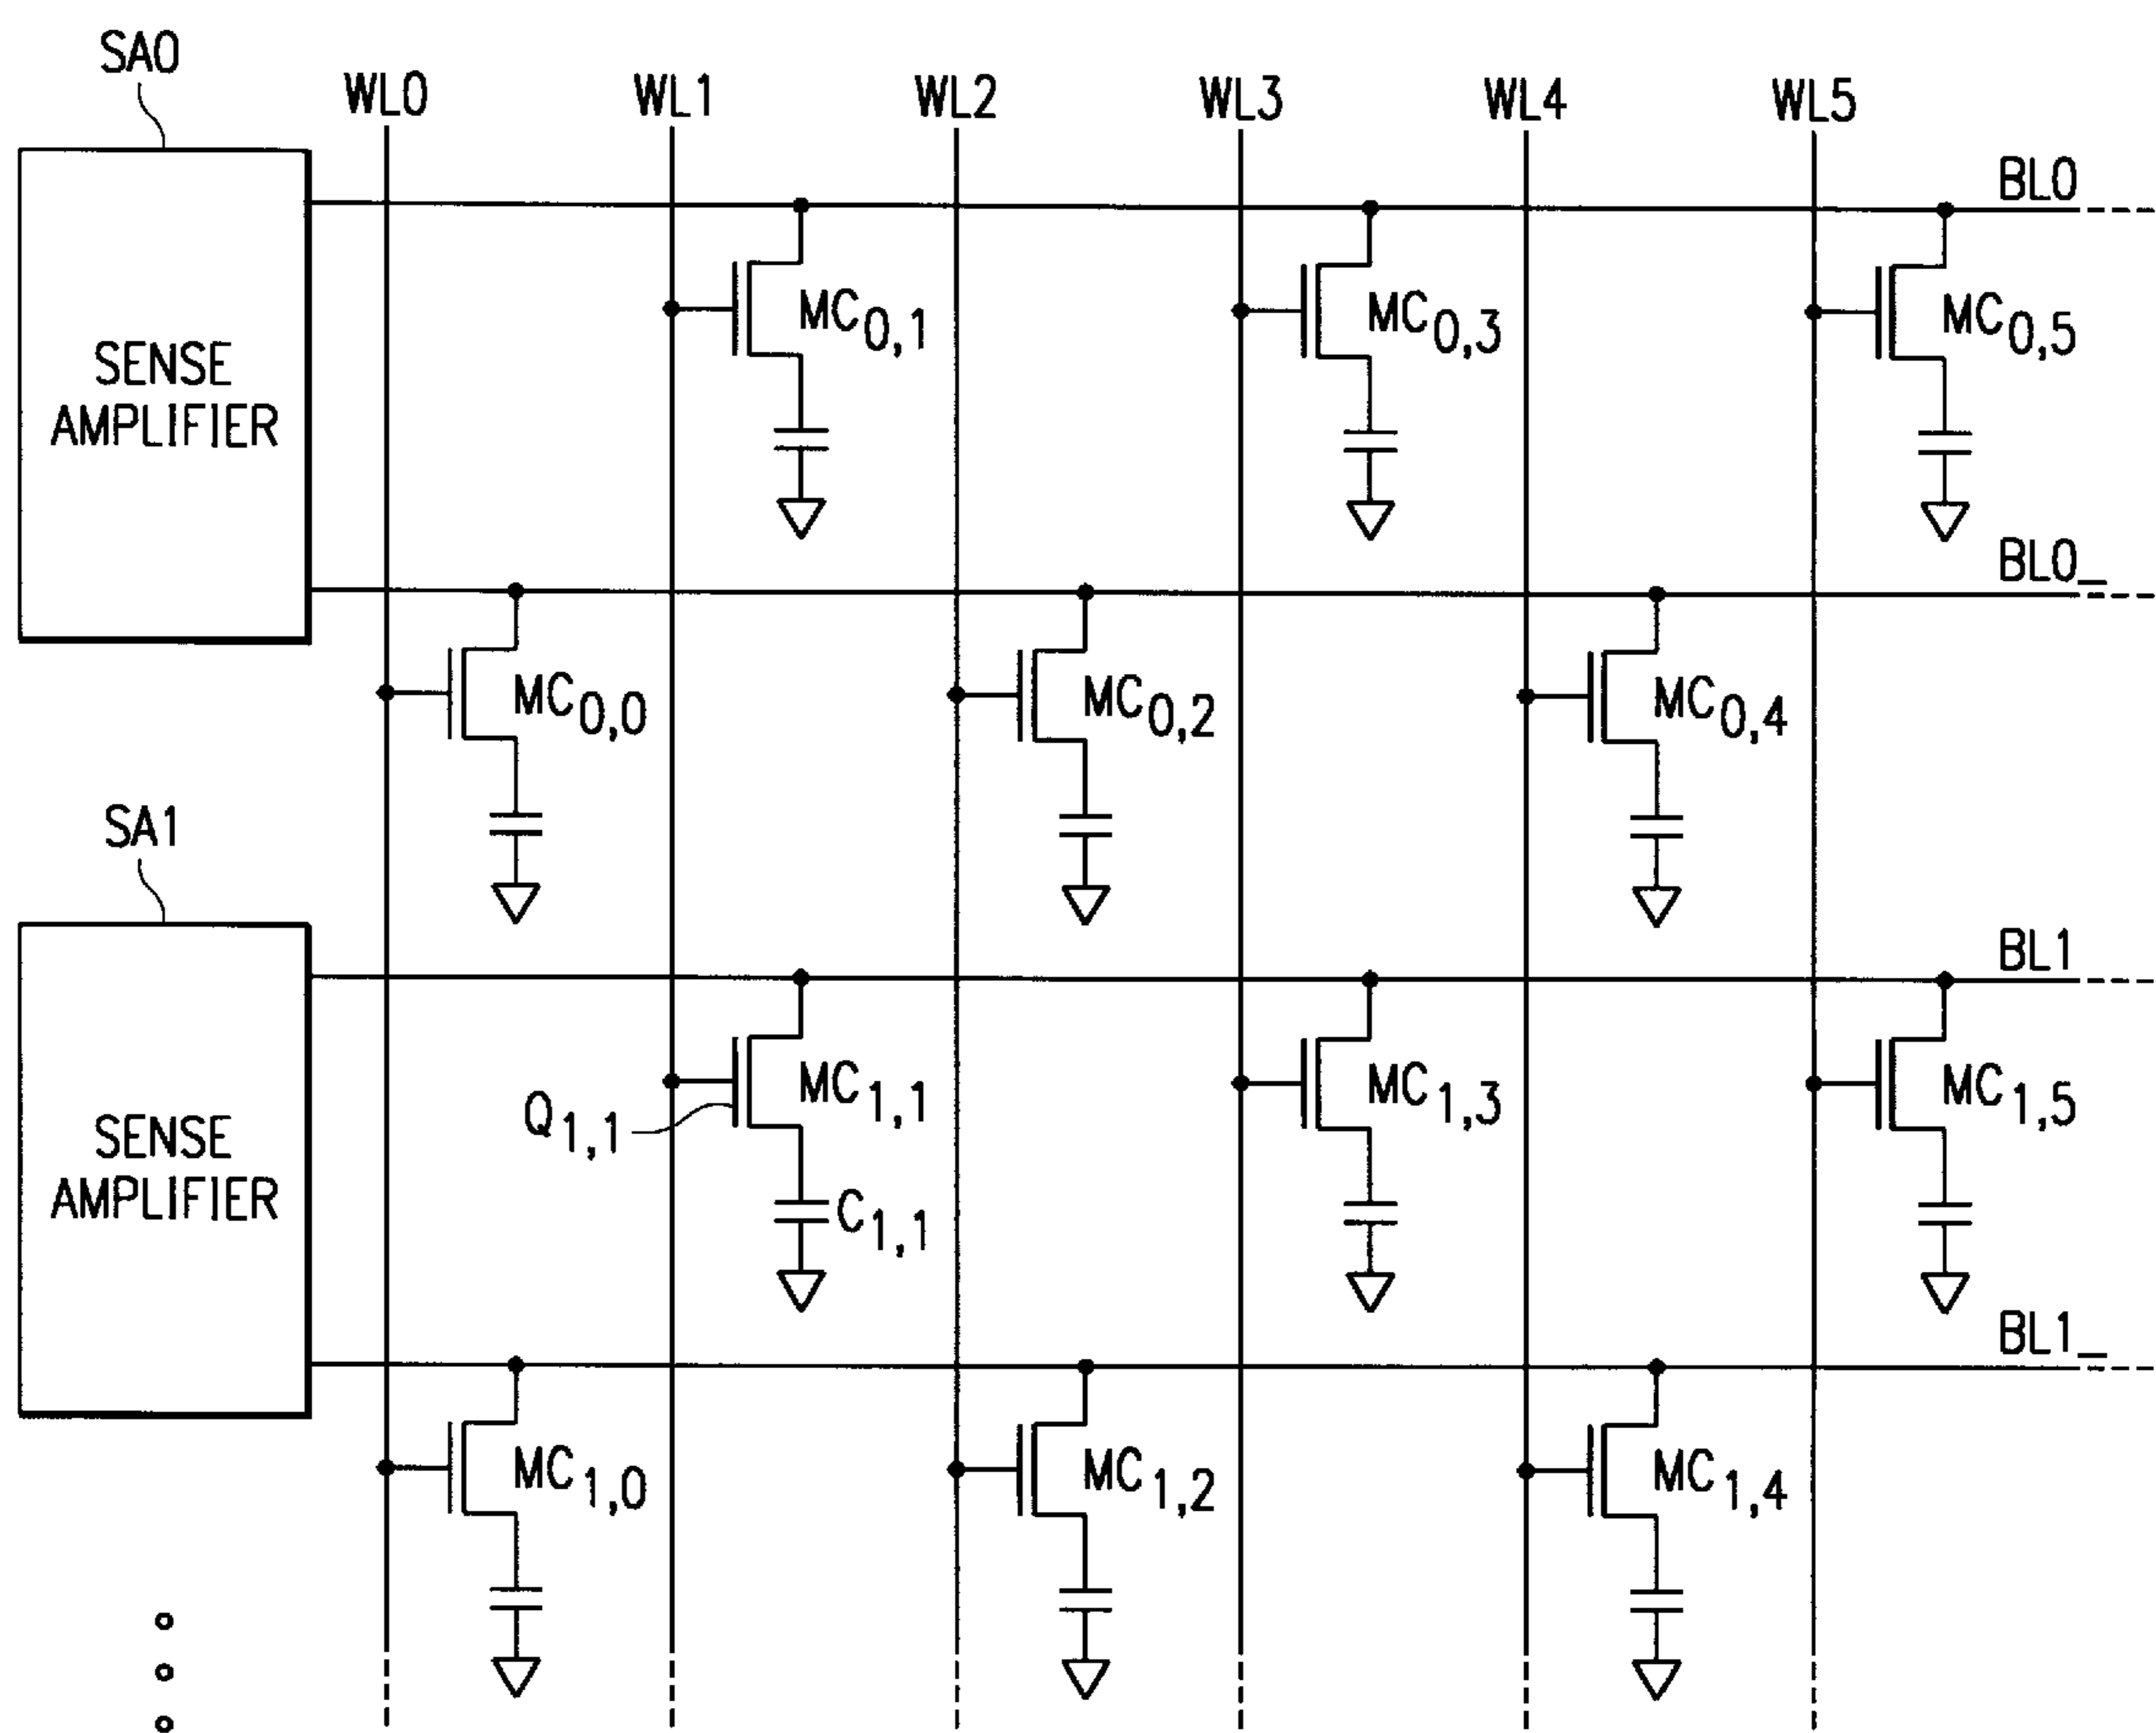 SA0
WL0 WL1 WL2 WL3 WL4 WL5
BL0
MC0,1 MC0,3 MC0,5
SENSE
AMPLIFIER
BL0_
MC0,0 MC0,2 MC0,4
SA1
BL1
MC1,1 MC1,3 MC1,5
Q1,1
SENSE
AMPLIFIER
C1,1
BL1_
MC1,0 MC1,2 MC1,4